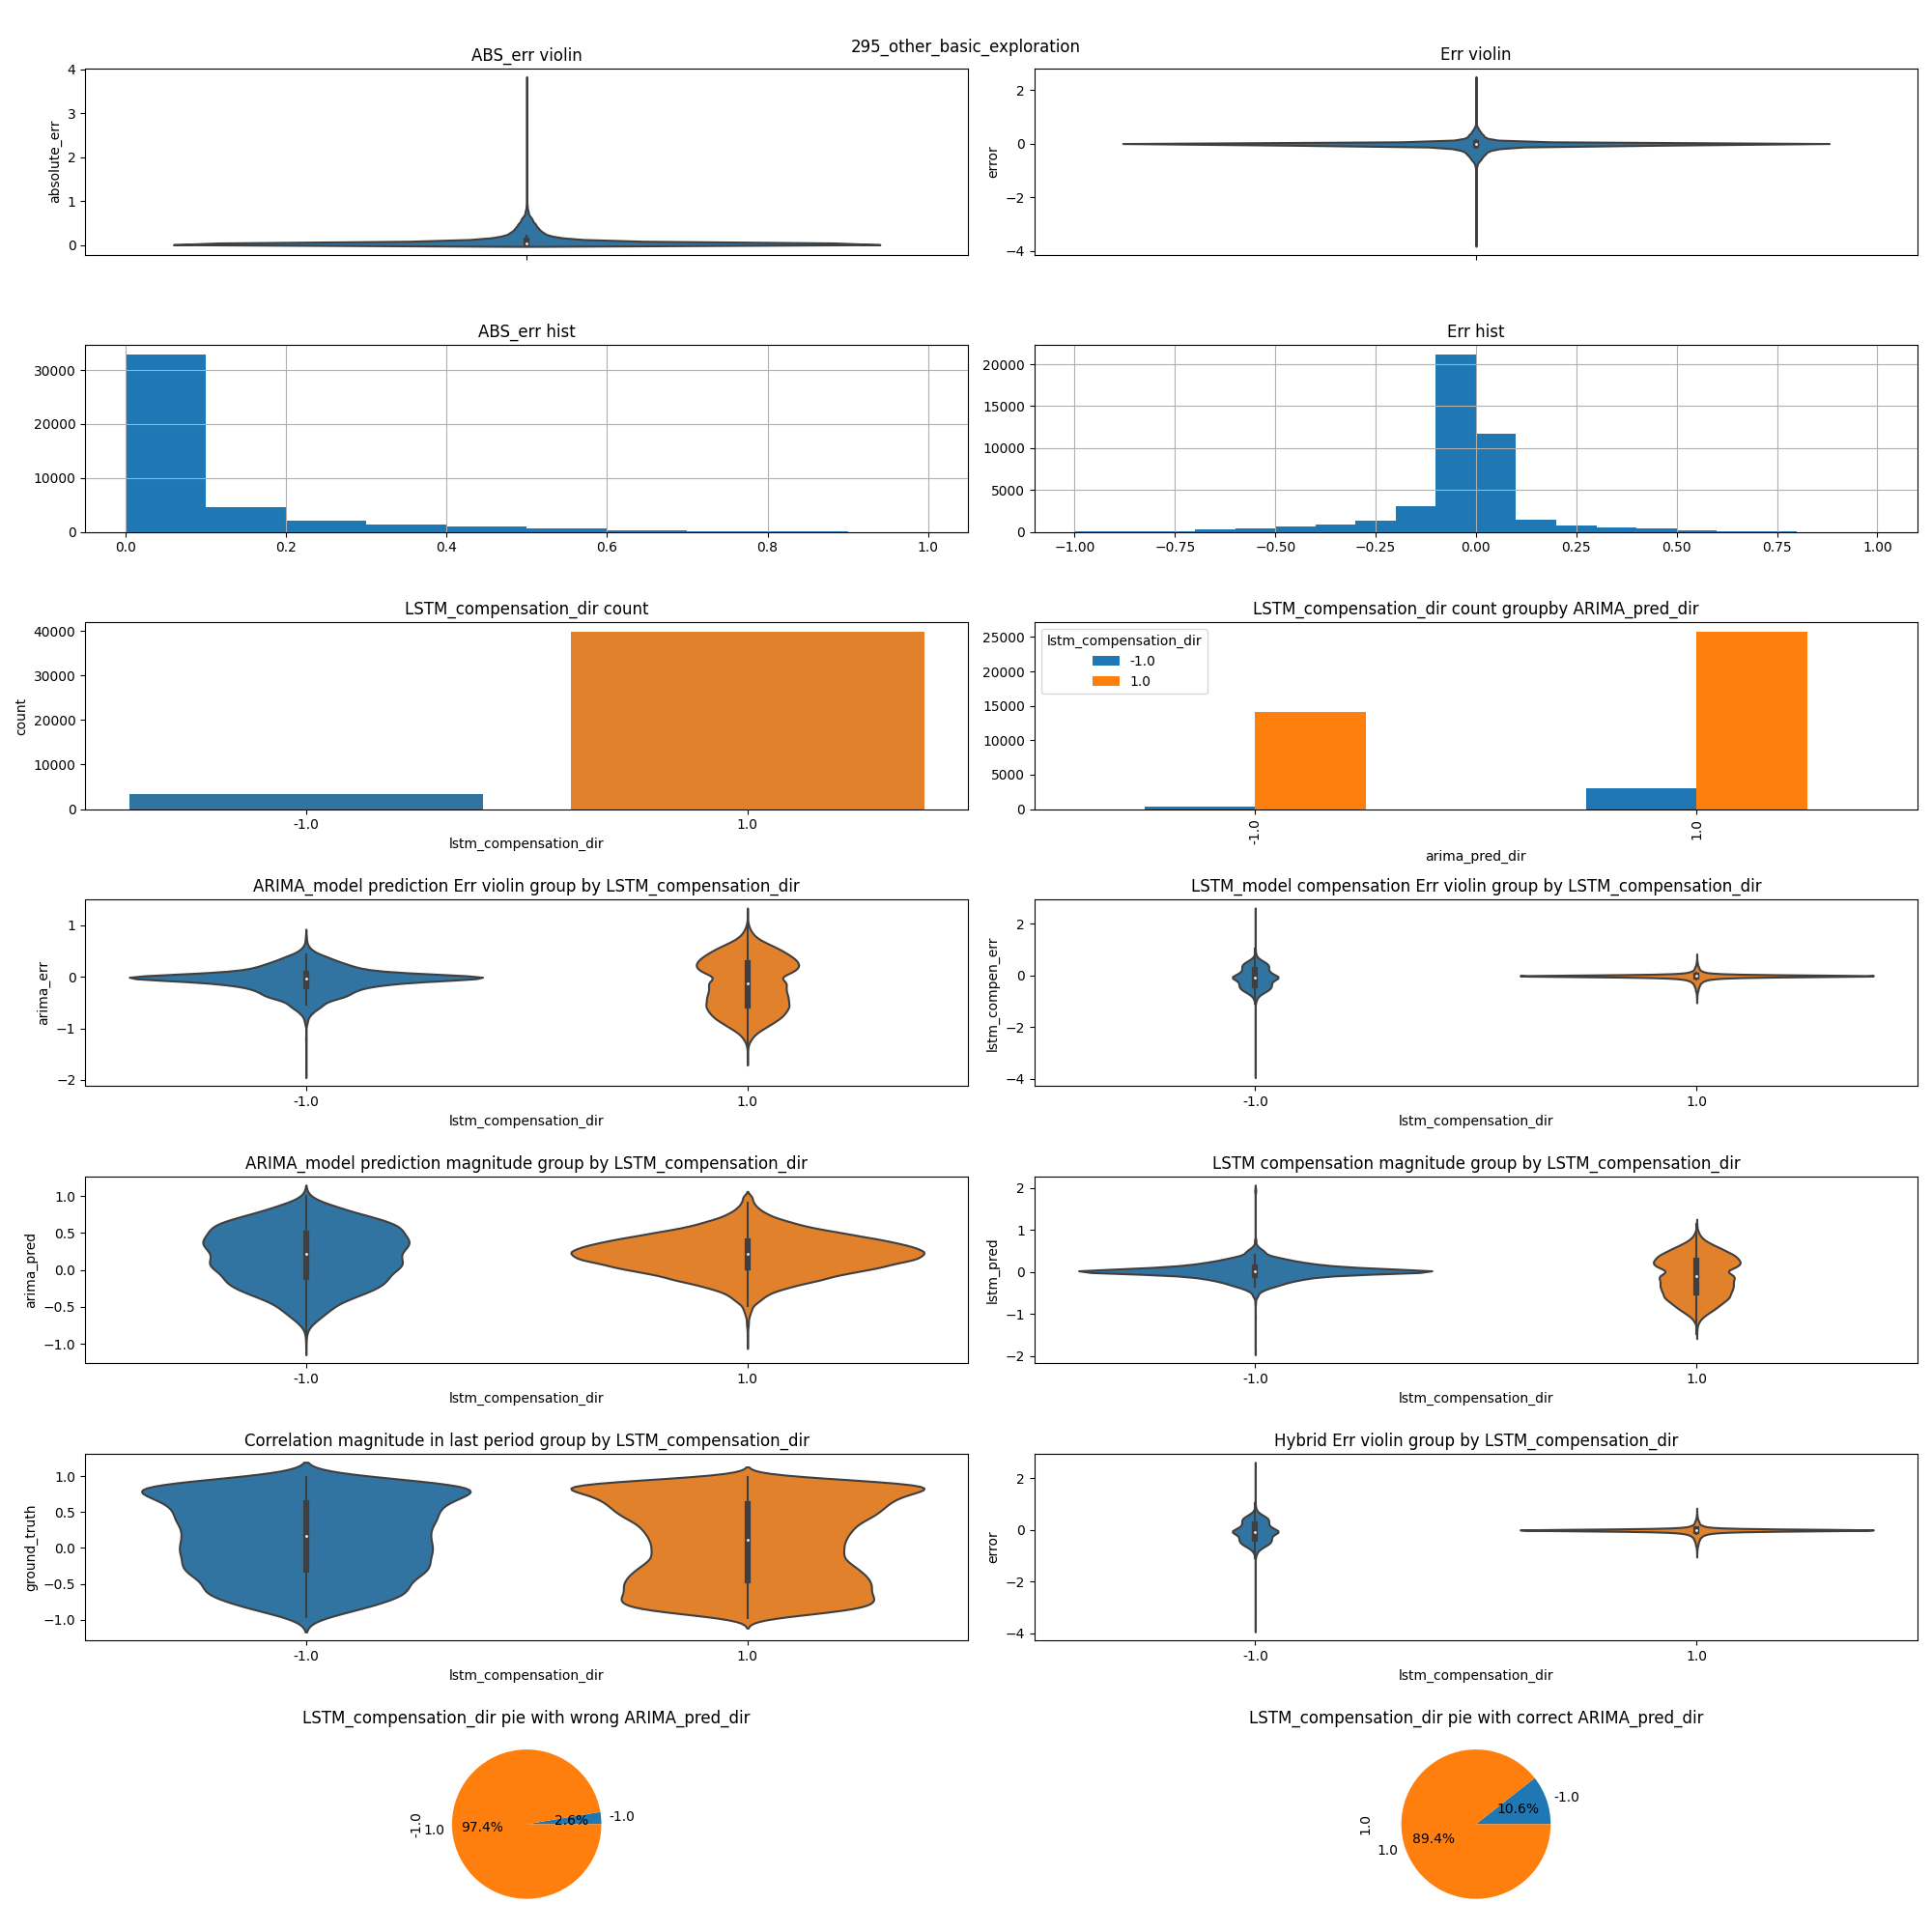 295_other_basic_exploration
ABS_err violin
absolute_err
4
3
2
1
0
Err violin
error
2
0
−2
−4
ABS_err hist
30000
20000
10000
0
0.0 0.2 0.4 0.6 0.8 1.0
Err hist
20000
15000
10000
5000
0
−1.00 −0.75 −0.50 −0.25 0.00 0.25 0.50 0.75 1.00
LSTM_compensation_dir count
count
40000
30000
20000
10000
0
-1.0 1.0
lstm_compensation_dir
LSTM_compensation_dir count groupby ARIMA_pred_dir
lstm_compensation_dir
-1.0
1.0
25000
20000
15000
10000
5000
0
-1.0 1.0
arima_pred_dir
ARIMA_model prediction Err violin group by LSTM_compensation_dir
arima_err
1
0
−1
−2
-1.0 1.0
lstm_compensation_dir
LSTM_model compensation Err violin group by LSTM_compensation_dir
lstm_compen_err
2
0
−2
−4
-1.0 1.0
lstm_compensation_dir
ARIMA_model prediction magnitude group by LSTM_compensation_dir
arima_pred
1.0
0.5
0.0
−0.5
−1.0
-1.0 1.0
lstm_compensation_dir
LSTM compensation magnitude group by LSTM_compensation_dir
lstm_pred
2
1
0
−1
−2
-1.0 1.0
lstm_compensation_dir
Correlation magnitude in last period group by LSTM_compensation_dir
ground_truth
1.0
0.5
0.0
−0.5
−1.0
-1.0 1.0
lstm_compensation_dir
Hybrid Err violin group by LSTM_compensation_dir
error
2
0
−2
−4
-1.0 1.0
lstm_compensation_dir
LSTM_compensation_dir pie with wrong ARIMA_pred_dir
-1.0
1.0
97.4%
2.6%
-1.0
LSTM_compensation_dir pie with correct ARIMA_pred_dir
1.0
1.0
89.4%
10.6%
-1.0